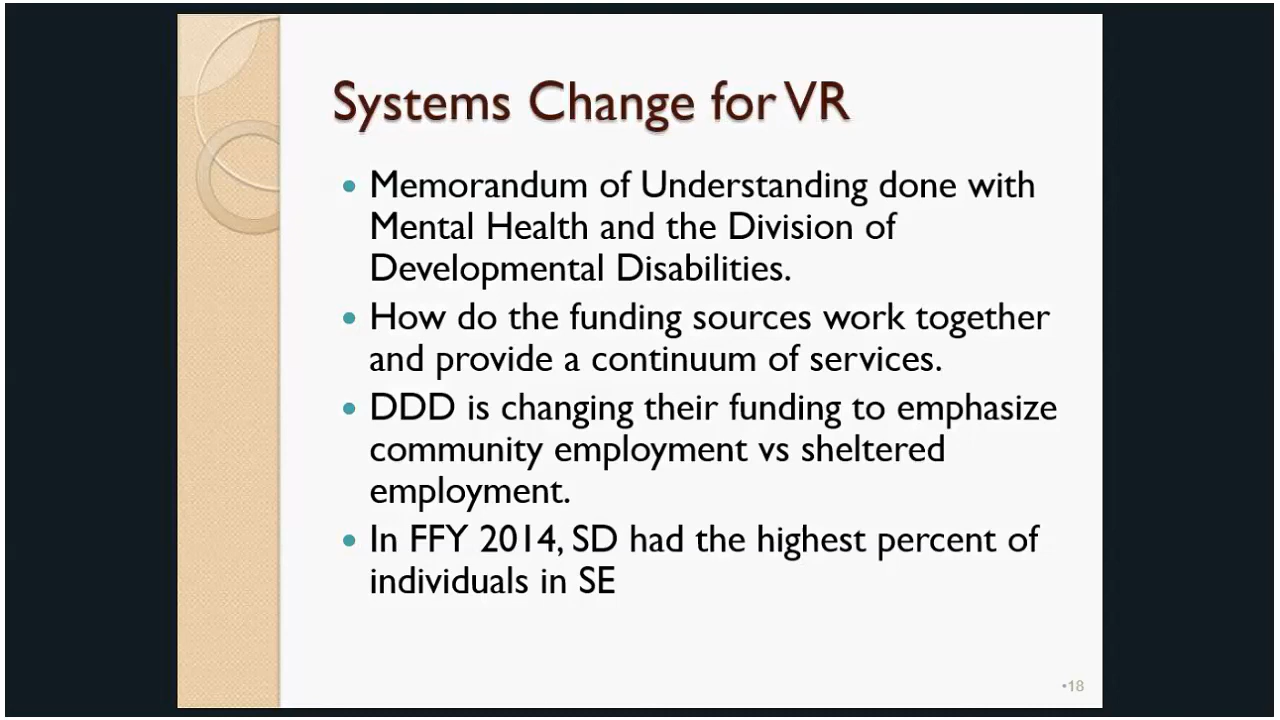 Systems Change for VR
• Memorandum of Understanding done with
Mental Health and the Division of
Developmental Disabilities.
• How do the funding sources work together
and provide a continuum of services.
• DDD is changing their funding to emphasize
community employment vs sheltered
employment.
• In FFY 2014, SD had the highest percent of
individuals in SE
•18